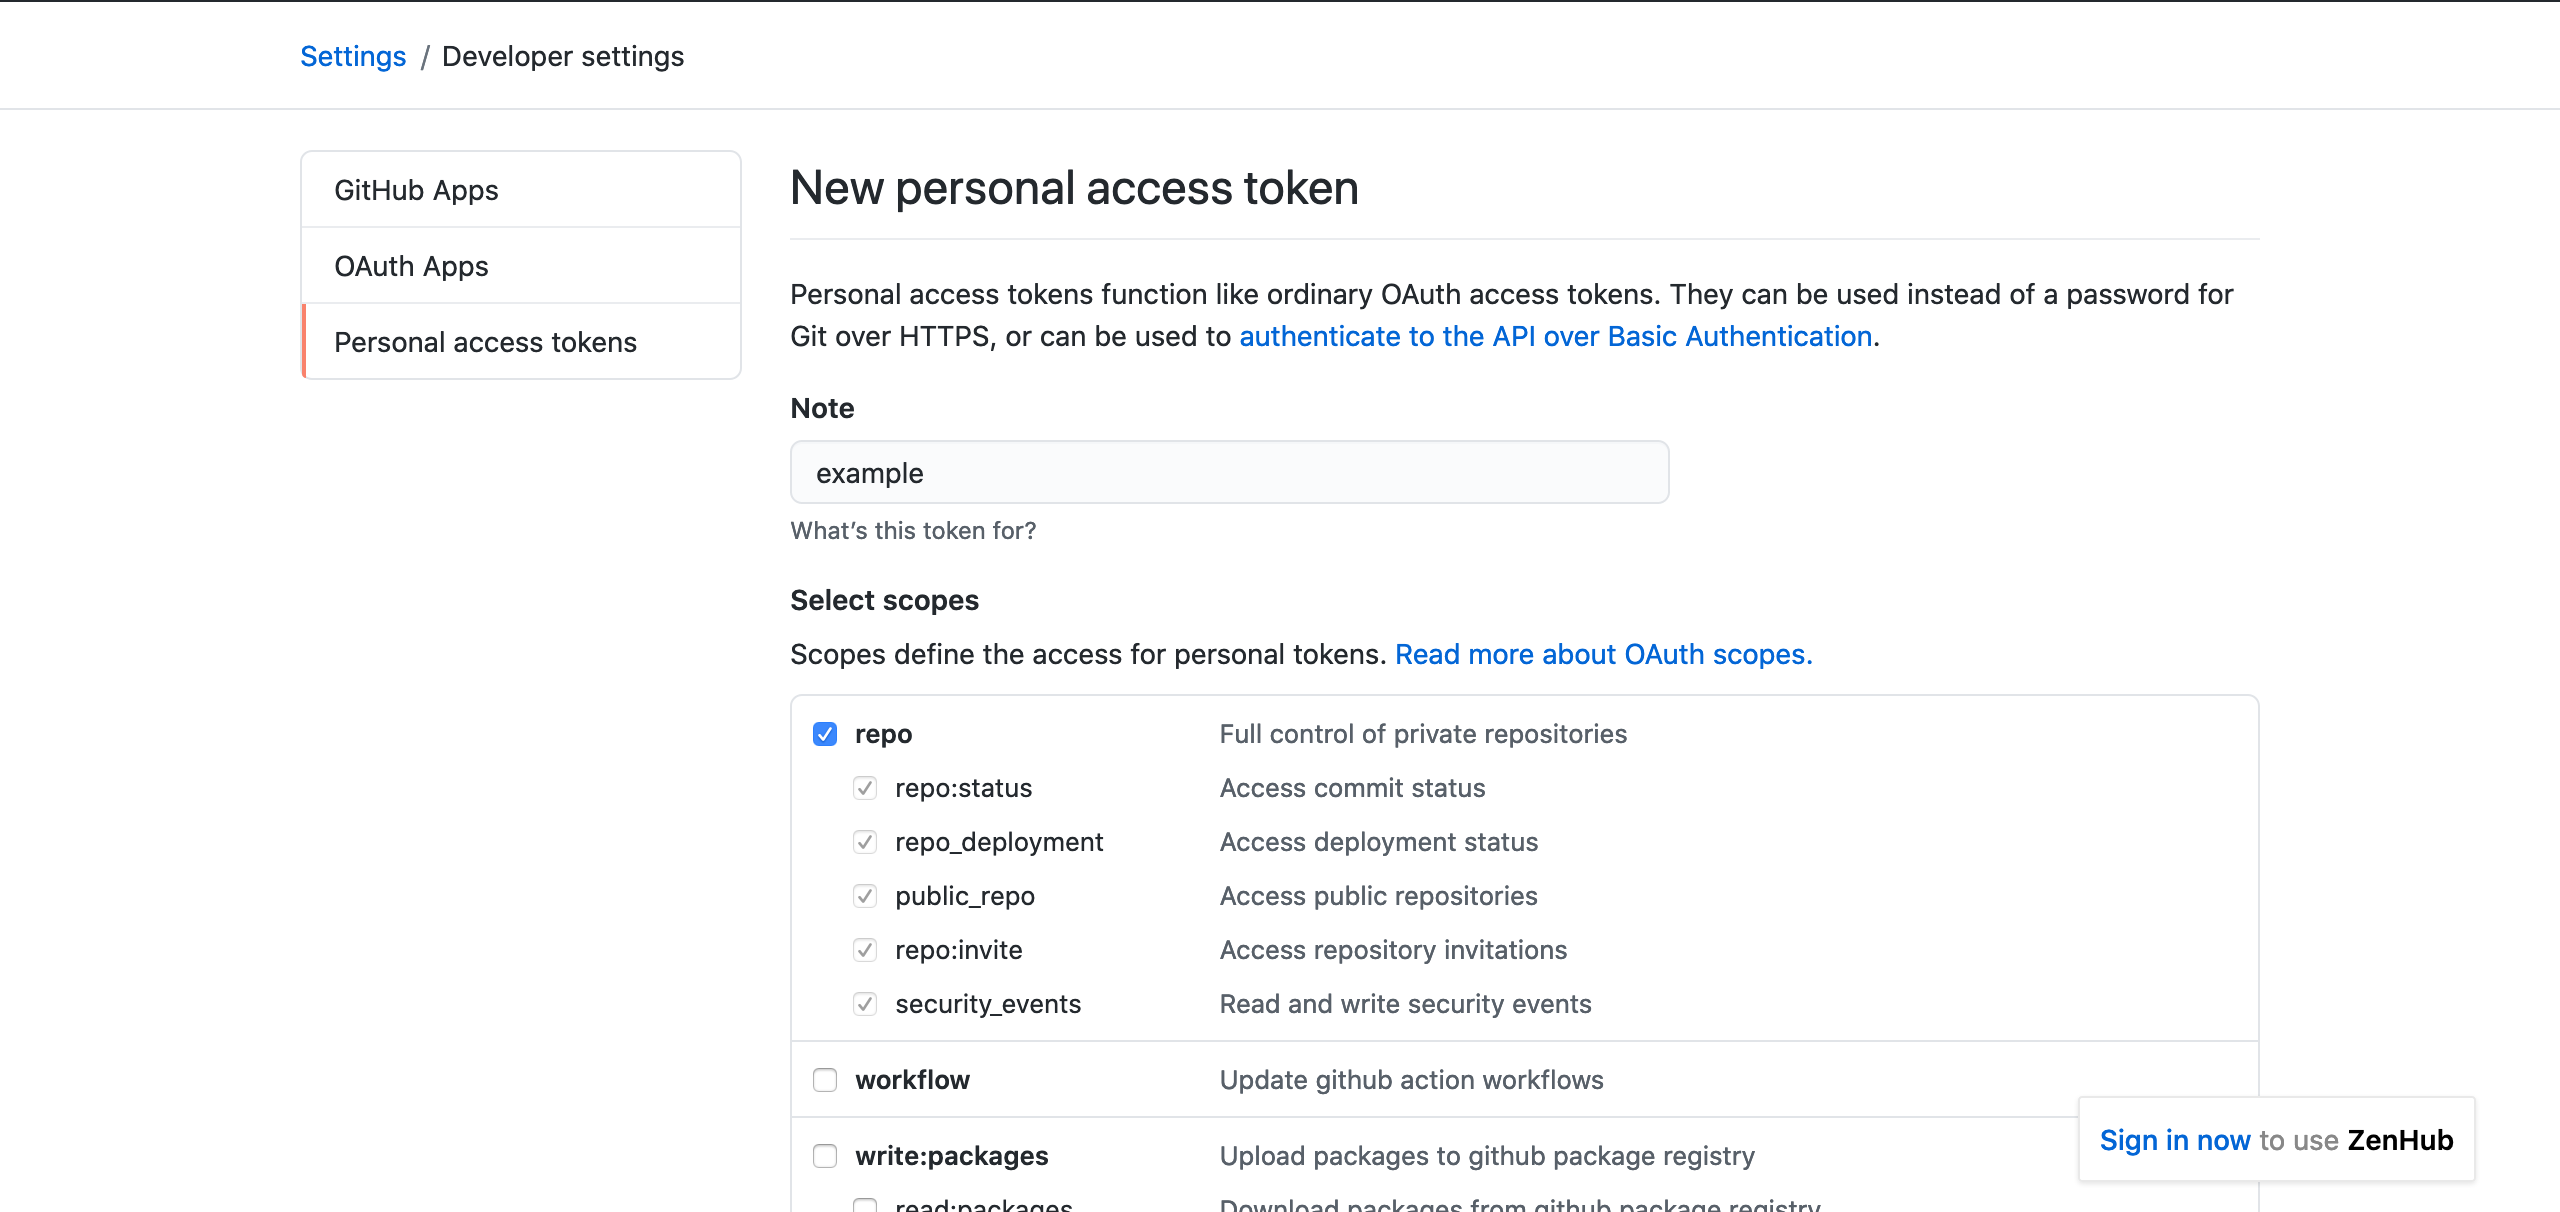 Settings / Developer settings
GitHub Apps
OAuth Apps
Personal access tokens
New personal access token
Personal access tokens function like ordinary OAuth access tokens. They can be used instead of a password for
Git over HTTPS, or can be used to authenticate to the API over Basic Authentication.
Note
example
What's this token for?
Select scopes
Scopes define the access for personal tokens. Read more about OAuth scopes.
repo Full control of private repositories
repo:status Access commit status
repo_deployment Access deployment status
public_repo Access public repositories
repo:invite Access repository invitations
security_events Read and write security events
workflow Update github action workflows
write:packages Upload packages to github package registry
read:packages Download packages from github package registry
Sign in now to use ZenHub